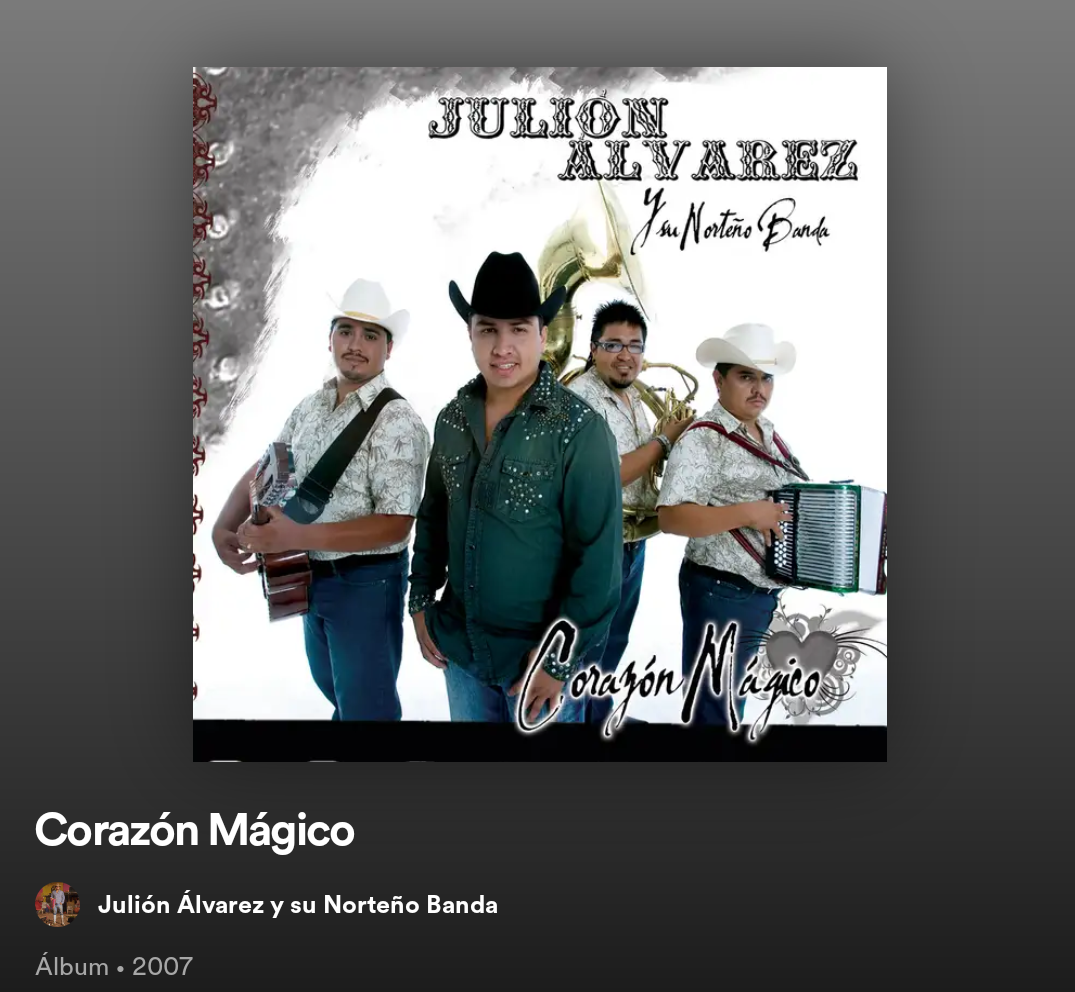 JULIÓN
ÁLVAREZ
Y su Norteño Banda
Corazón Mágico
Corazón Mágico
Julión Álvarez y su Norteño Banda
Álbum • 2007